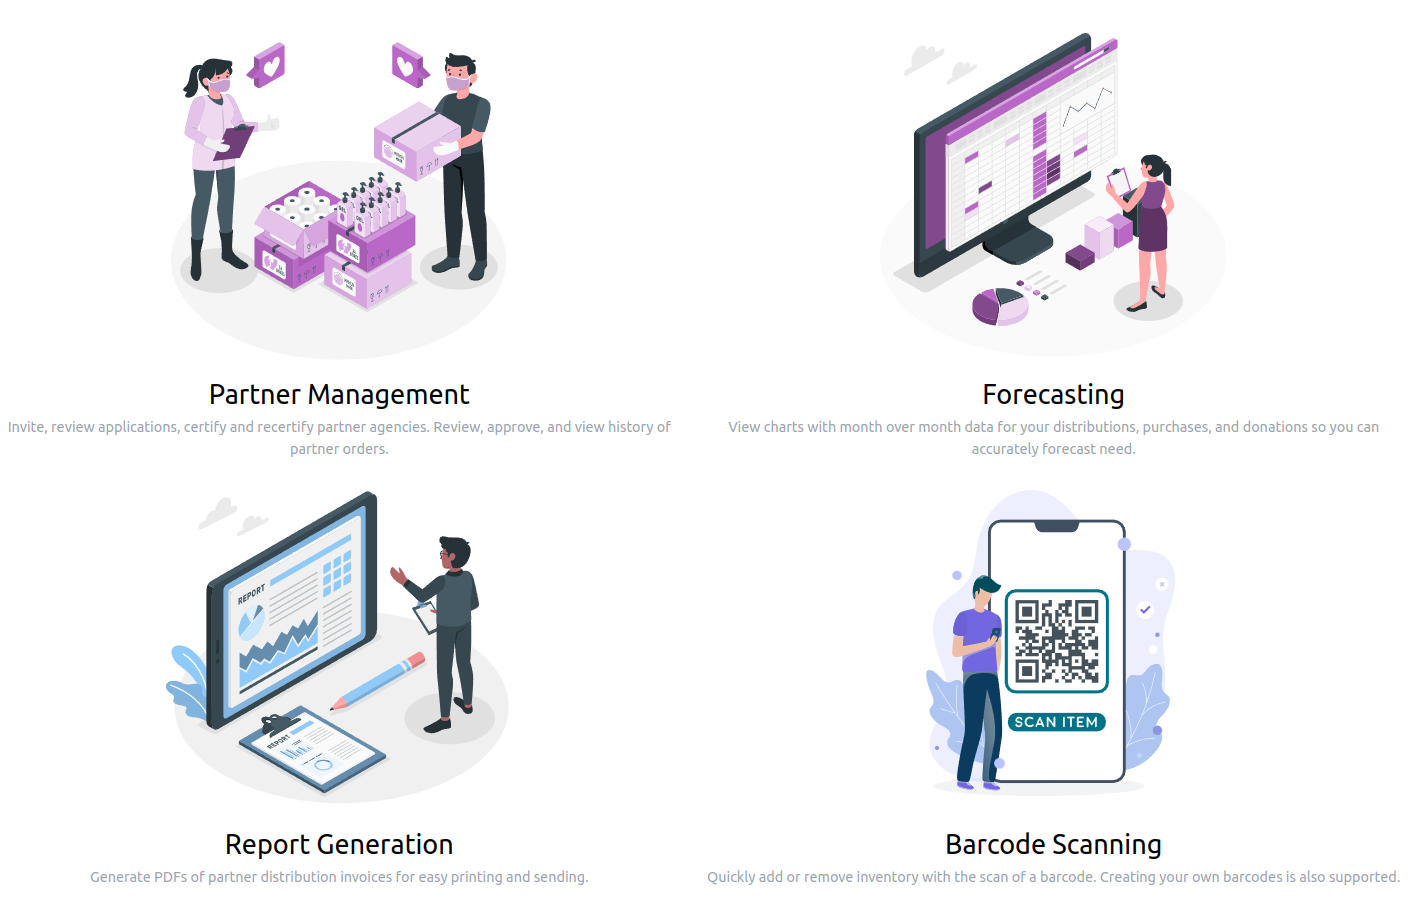 Partner Management
Invite, review applications, certify and recertify partner agencies. Review, approve, and view history of
partner orders.
Forecasting
View charts with month over month data for your distributions, purchases, and donations so you can
accurately forecast need.
REPORT
REPORT
Report Generation
Generate PDFs of partner distribution invoices for easy printing and sending.
SCAN ITEM
Barcode Scanning
Quickly add or remove inventory with the scan of a barcode. Creating your own barcodes is also supported.